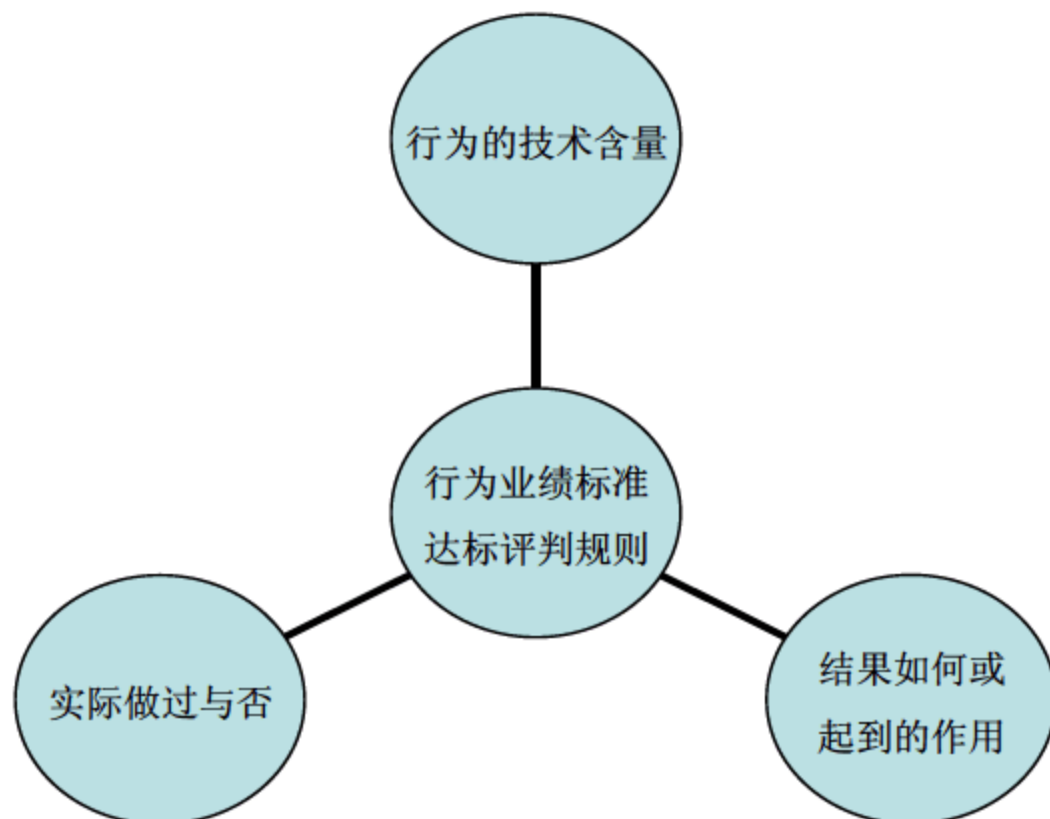 行为的技术含量
行为业绩标准
达标评判规则
实际做过与否
结果如何或
起到的作用